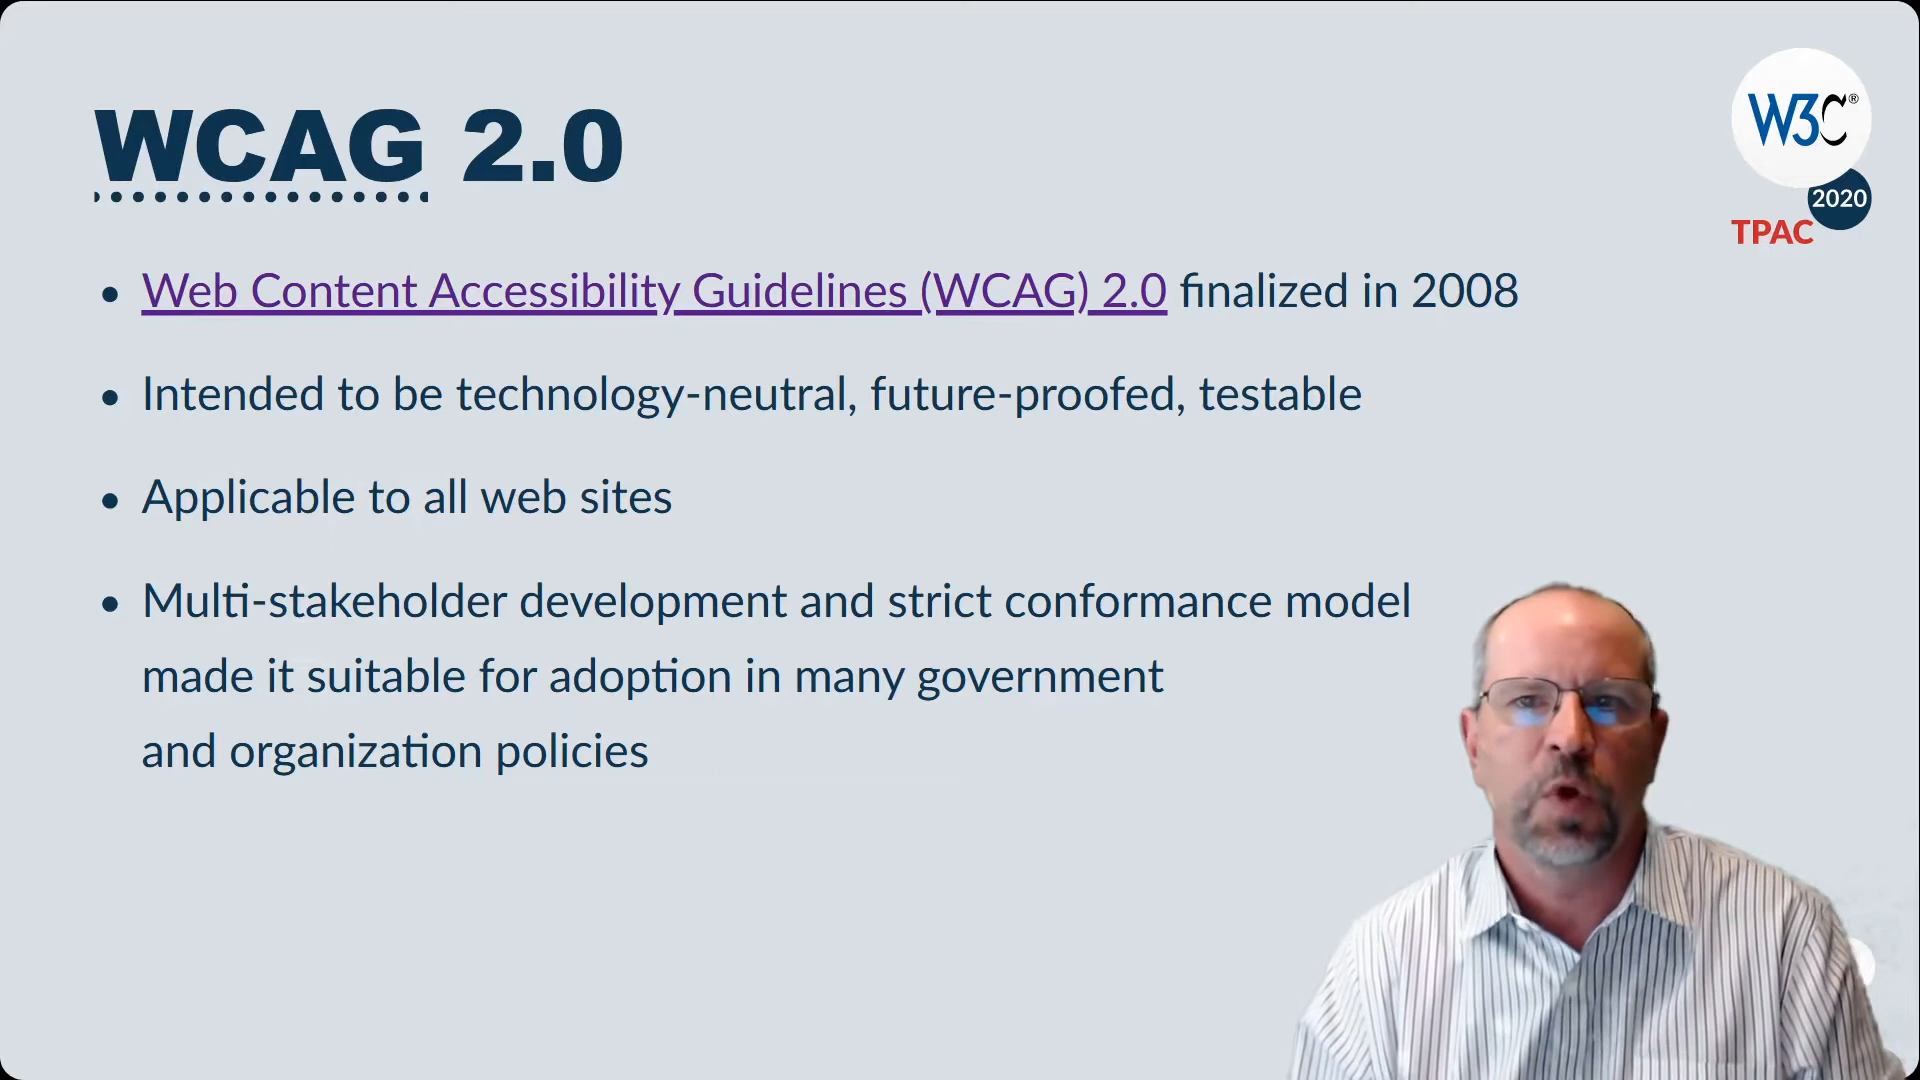 WCAG 2.0
W3C®
2020
TPAC
• Web Content Accessibility Guidelines (WCAG) 2.0 finalized in 2008
• Intended to be technology-neutral, future-proofed, testable
• Applicable to all web sites
• Multi-stakeholder development and strict conformance model
made it suitable for adoption in many government
and organization policies